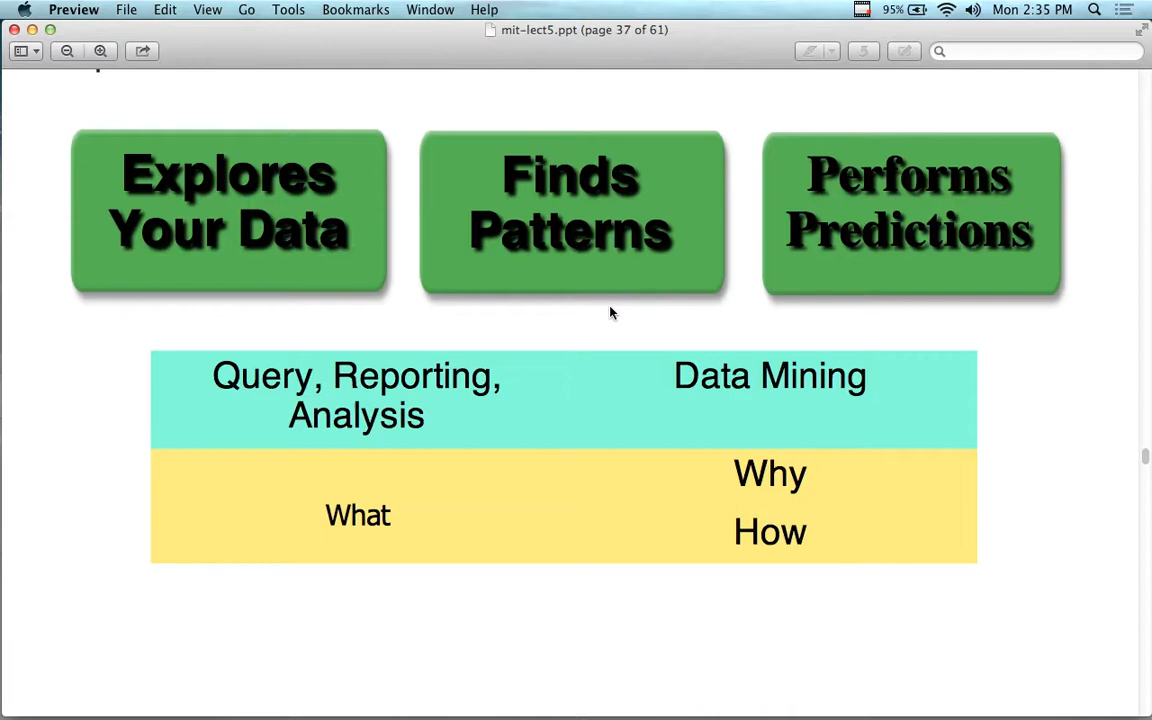 Preview File Edit View Go Tools Bookmarks Window Help 95% Mon 2:35 PM
mit-lect5.ppt (page 37 of 61)
Explores
Your Data
Finds
Patterns
Performs
Predictions
Query, Reporting,
Analysis
Data Mining
What
Why
How